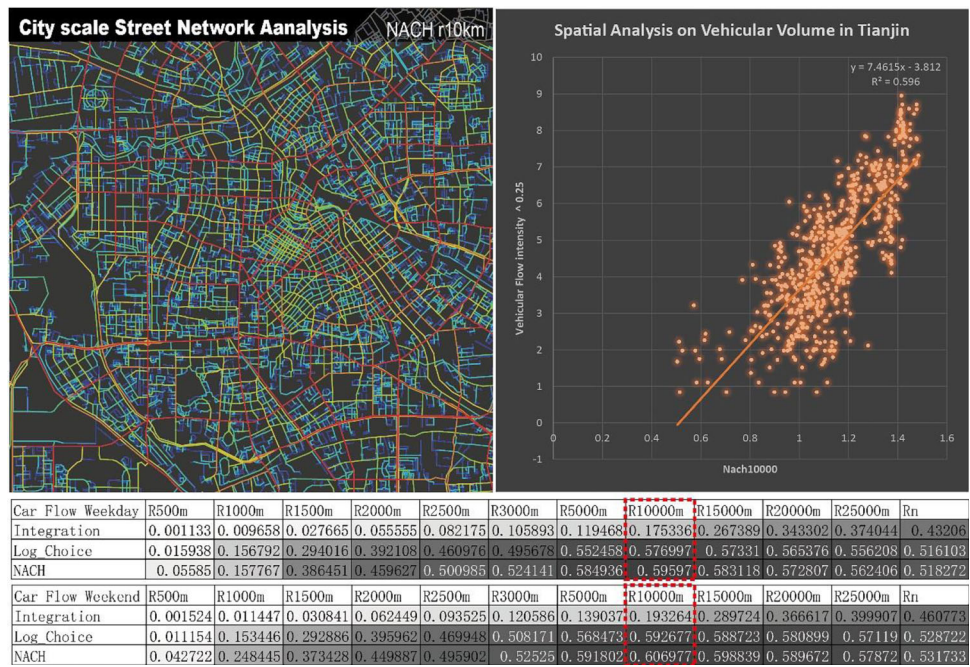 City scale Street Network Aanalysis
NACH r10km
Spatial Analysis on Vehicular Volume in Tianjin
y = 7.4615x - 3.812
R² = 0.596
10
9
8
7
6
5
4
3
2
1
0
-1
Vehicular Flow intensity ^ 0.25
0 0.2 0.4 0.6 0.8 1 1.2 1.4 1.6
Nach10000
Car Flow Weekday R500m R1000m R1500m R2000m R2500m R3000m R5000m R10000m R15000m R20000m R25000m Rn
Integration 0.001133 0.009658 0.027665 0.055555 0.082175 0.105893 0.119468 0.175336 0.267389 0.343302 0.374044 0.43206
Log_Choice 0.015938 0.156792 0.294016 0.392108 0.460976 0.495678 0.552458 0.576997 0.57331 0.565376 0.556208 0.516103
NACH 0.05585 0.157767 0.386451 0.459627 0.500985 0.524141 0.584936 0.59597 0.583118 0.572807 0.562406 0.518272
Car Flow Weekend R500m R1000m R1500m R2000m R2500m R3000m R5000m R10000m R15000m R20000m R25000m Rn
Integration 0.001524 0.011447 0.030841 0.062449 0.093525 0.120586 0.139037 0.193264 0.289724 0.366617 0.399907 0.460773
Log_Choice 0.011154 0.153446 0.292886 0.395962 0.469948 0.508171 0.568473 0.592677 0.588723 0.580899 0.57119 0.528722
NACH 0.042722 0.248445 0.373428 0.449887 0.495902 0.52525 0.591802 0.606977 0.598839 0.589672 0.57872 0.531733